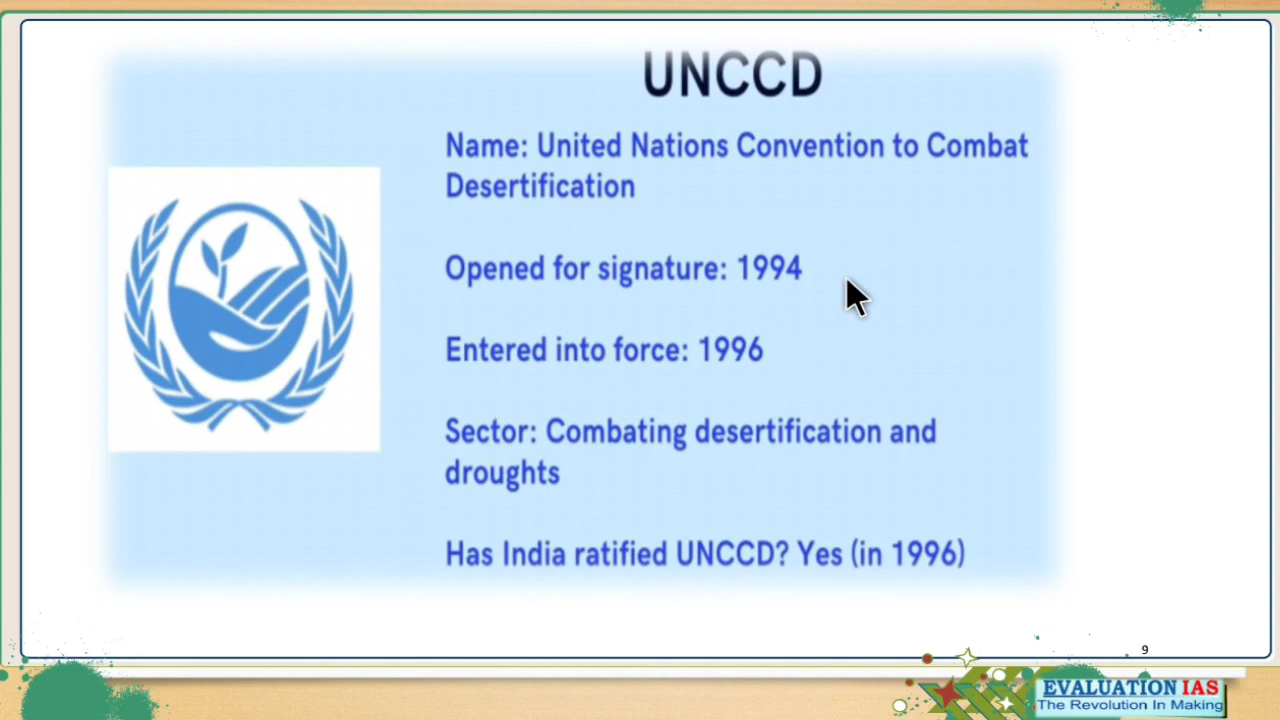 UNCCD
Name: United Nations Convention to Combat
Desertification
Opened for signature: 1994
Entered into force: 1996
Sector: Combating desertification and
droughts
Has India ratified UNCCD? Yes (in 1996)
9
EVALUATION IAS
The Revolution In Making